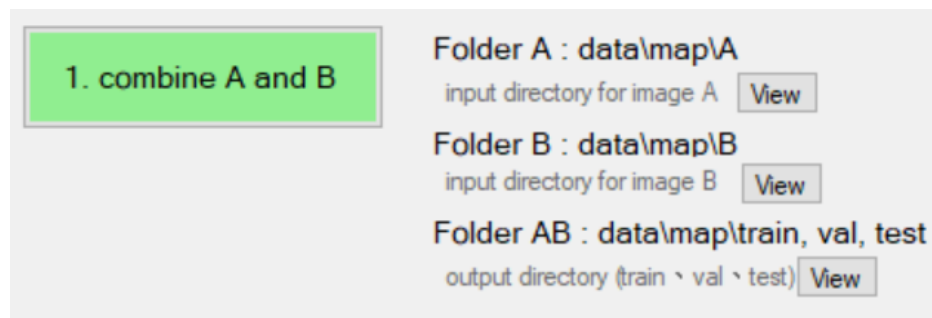 1. combine A and B
Folder A : data\map\A
input directory for image A View
Folder B : data\map\B
input directory for image B View
Folder AB : data\map\train, val, test
output directory (train、val、test) View